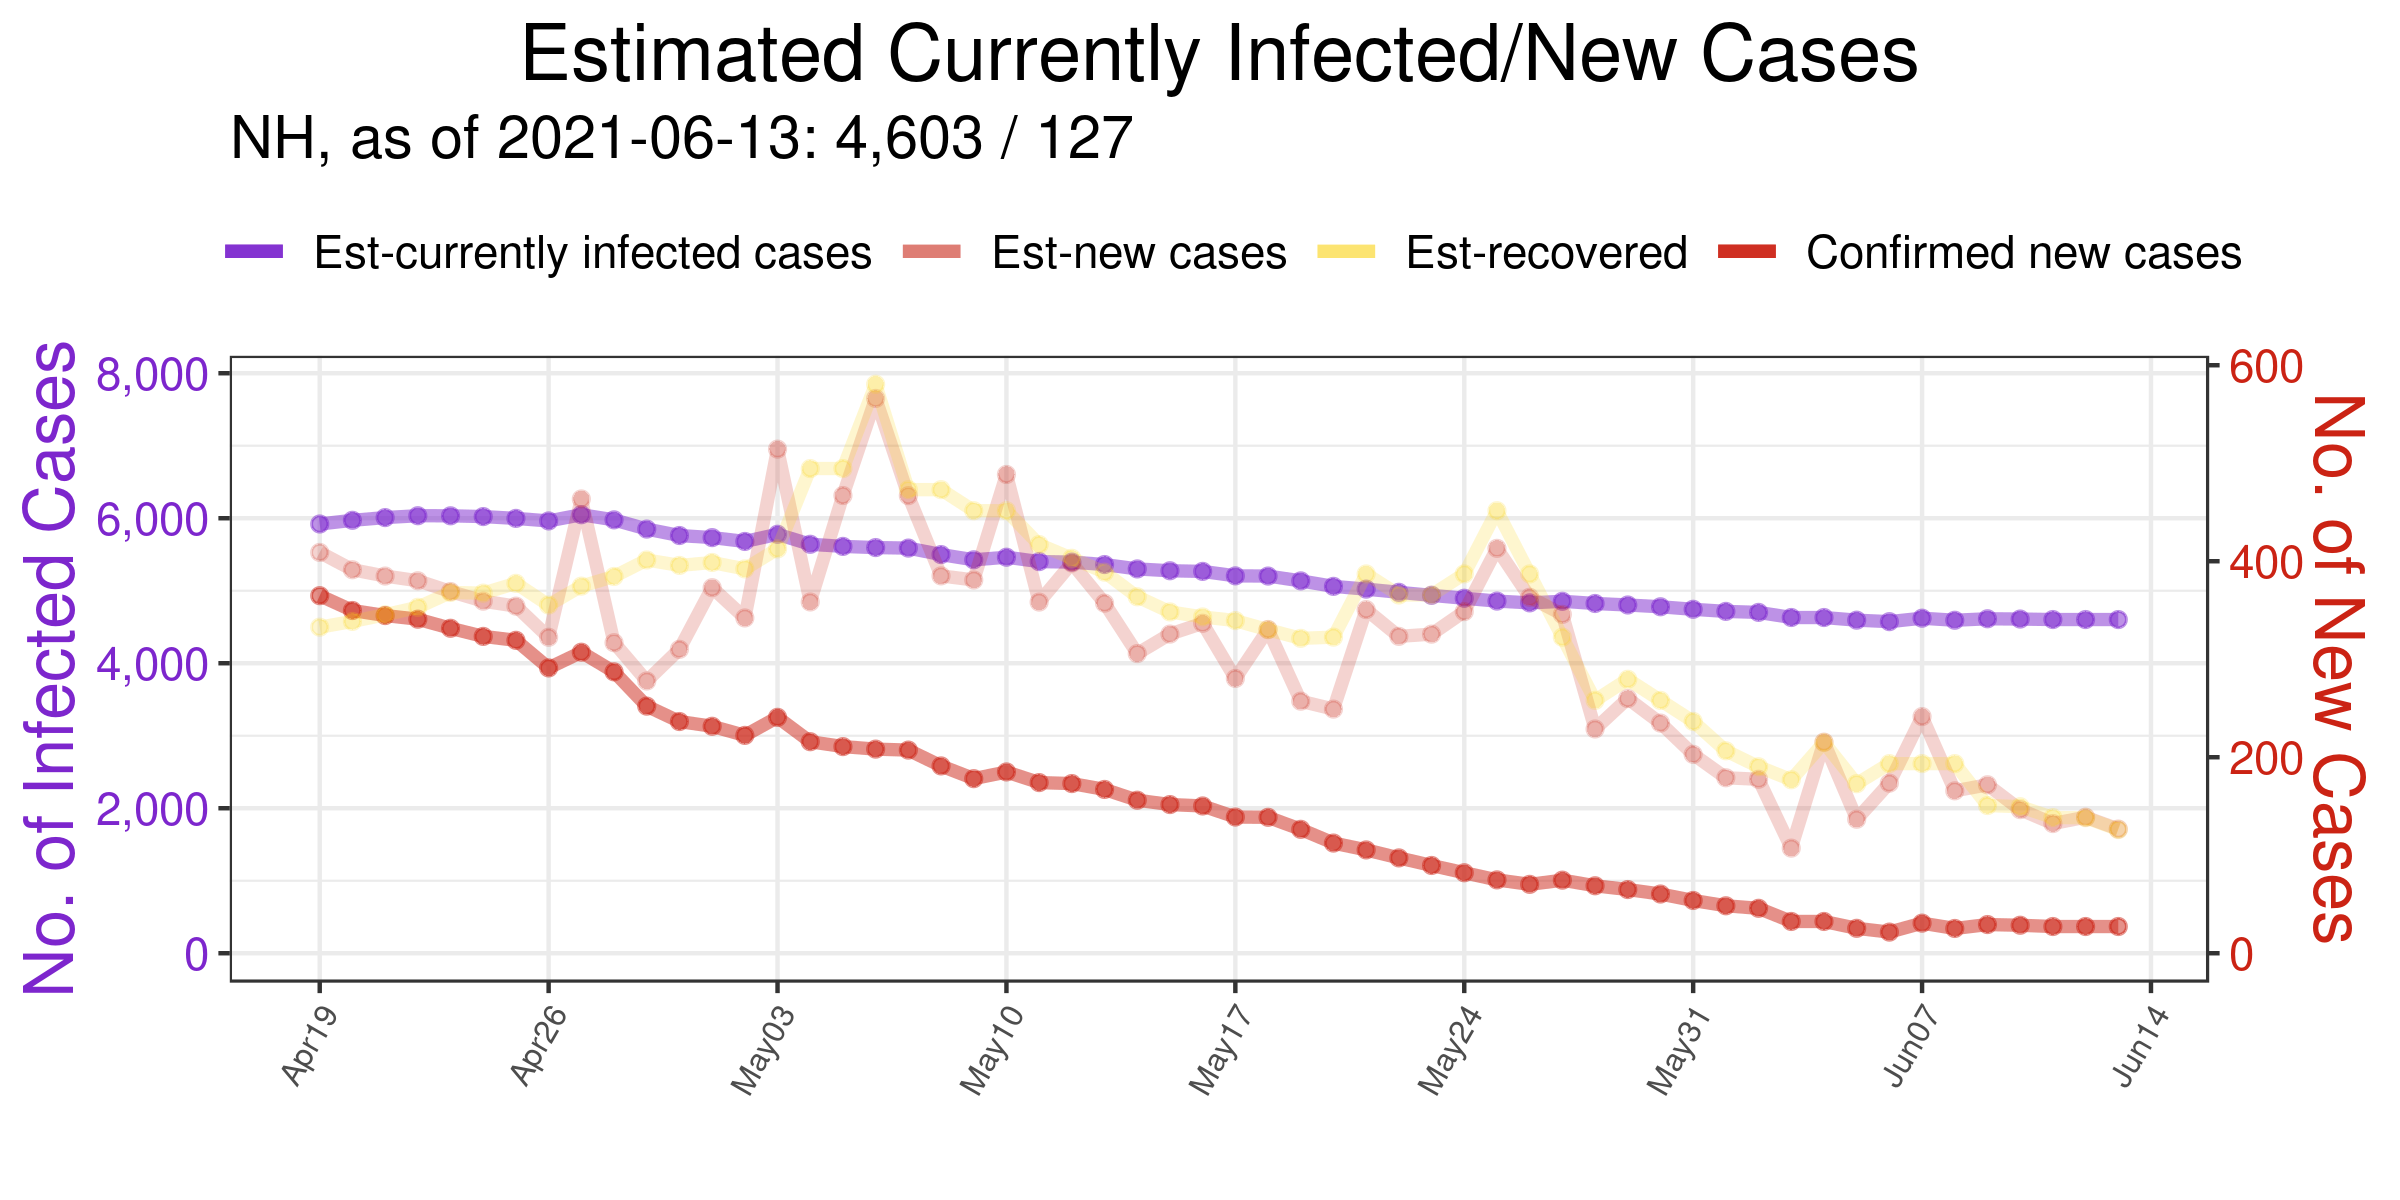 Estimated Currently Infected/New Cases
NH, as of 2021-06-13: 4,603 / 127
Est-currently infected cases Est-new cases Est-recovered Confirmed new cases
No. of Infected Cases
8,000
6,000
4,000
2,000
0
600
400
200
0
No. of New Cases
Apr19 Apr26 May03 May10 May17 May24 May31 Jun07 Jun14